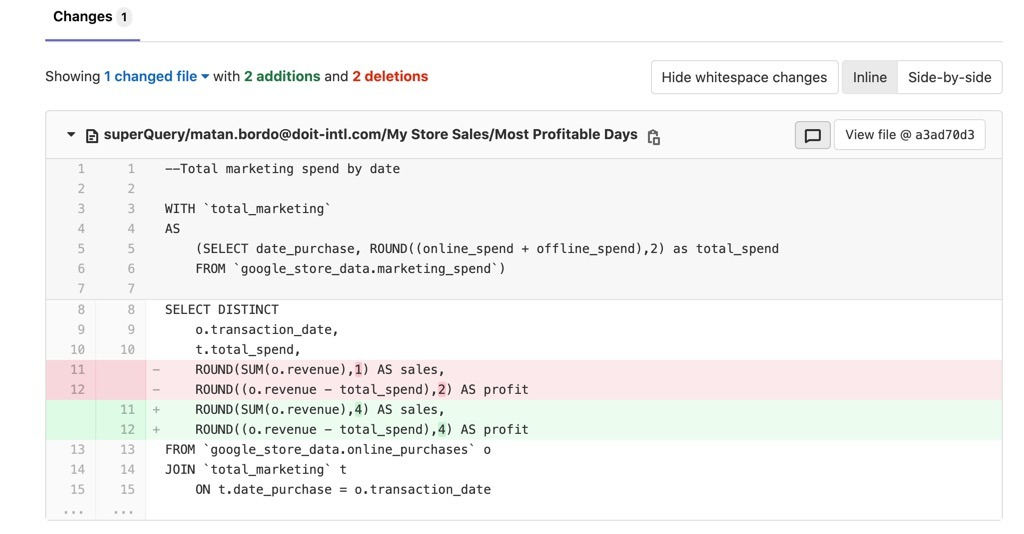 Changes 1
Showing 1 changed file with 2 additions and 2 deletions
Hide whitespace changes Inline Side-by-side
superQuery/matan.bordo@doit-intl.com/My Store Sales/Most Profitable Days
View file @ a3ad70d3
1 1 --Total marketing spend by date
2 2
3 3 WITH `total_marketing`
4 4 AS
5 5 (SELECT date_purchase, ROUND((online_spend + offline_spend),2) as total_spend
6 6 FROM `google_store_data.marketing_spend`)
7 7
8 8 SELECT DISTINCT
9 9 o.transaction_date,
10 10 t.total_spend,
11 - ROUND(SUM(o.revenue),1) AS sales,
12 - ROUND((o.revenue - total_spend),2) AS profit
11 + ROUND(SUM(o.revenue),4) AS sales,
12 + ROUND((o.revenue - total_spend),4) AS profit
13 13 FROM `google_store_data.online_purchases` o
14 14 JOIN `total_marketing` t
15 15 ON t.date_purchase = o.transaction_date
... ...